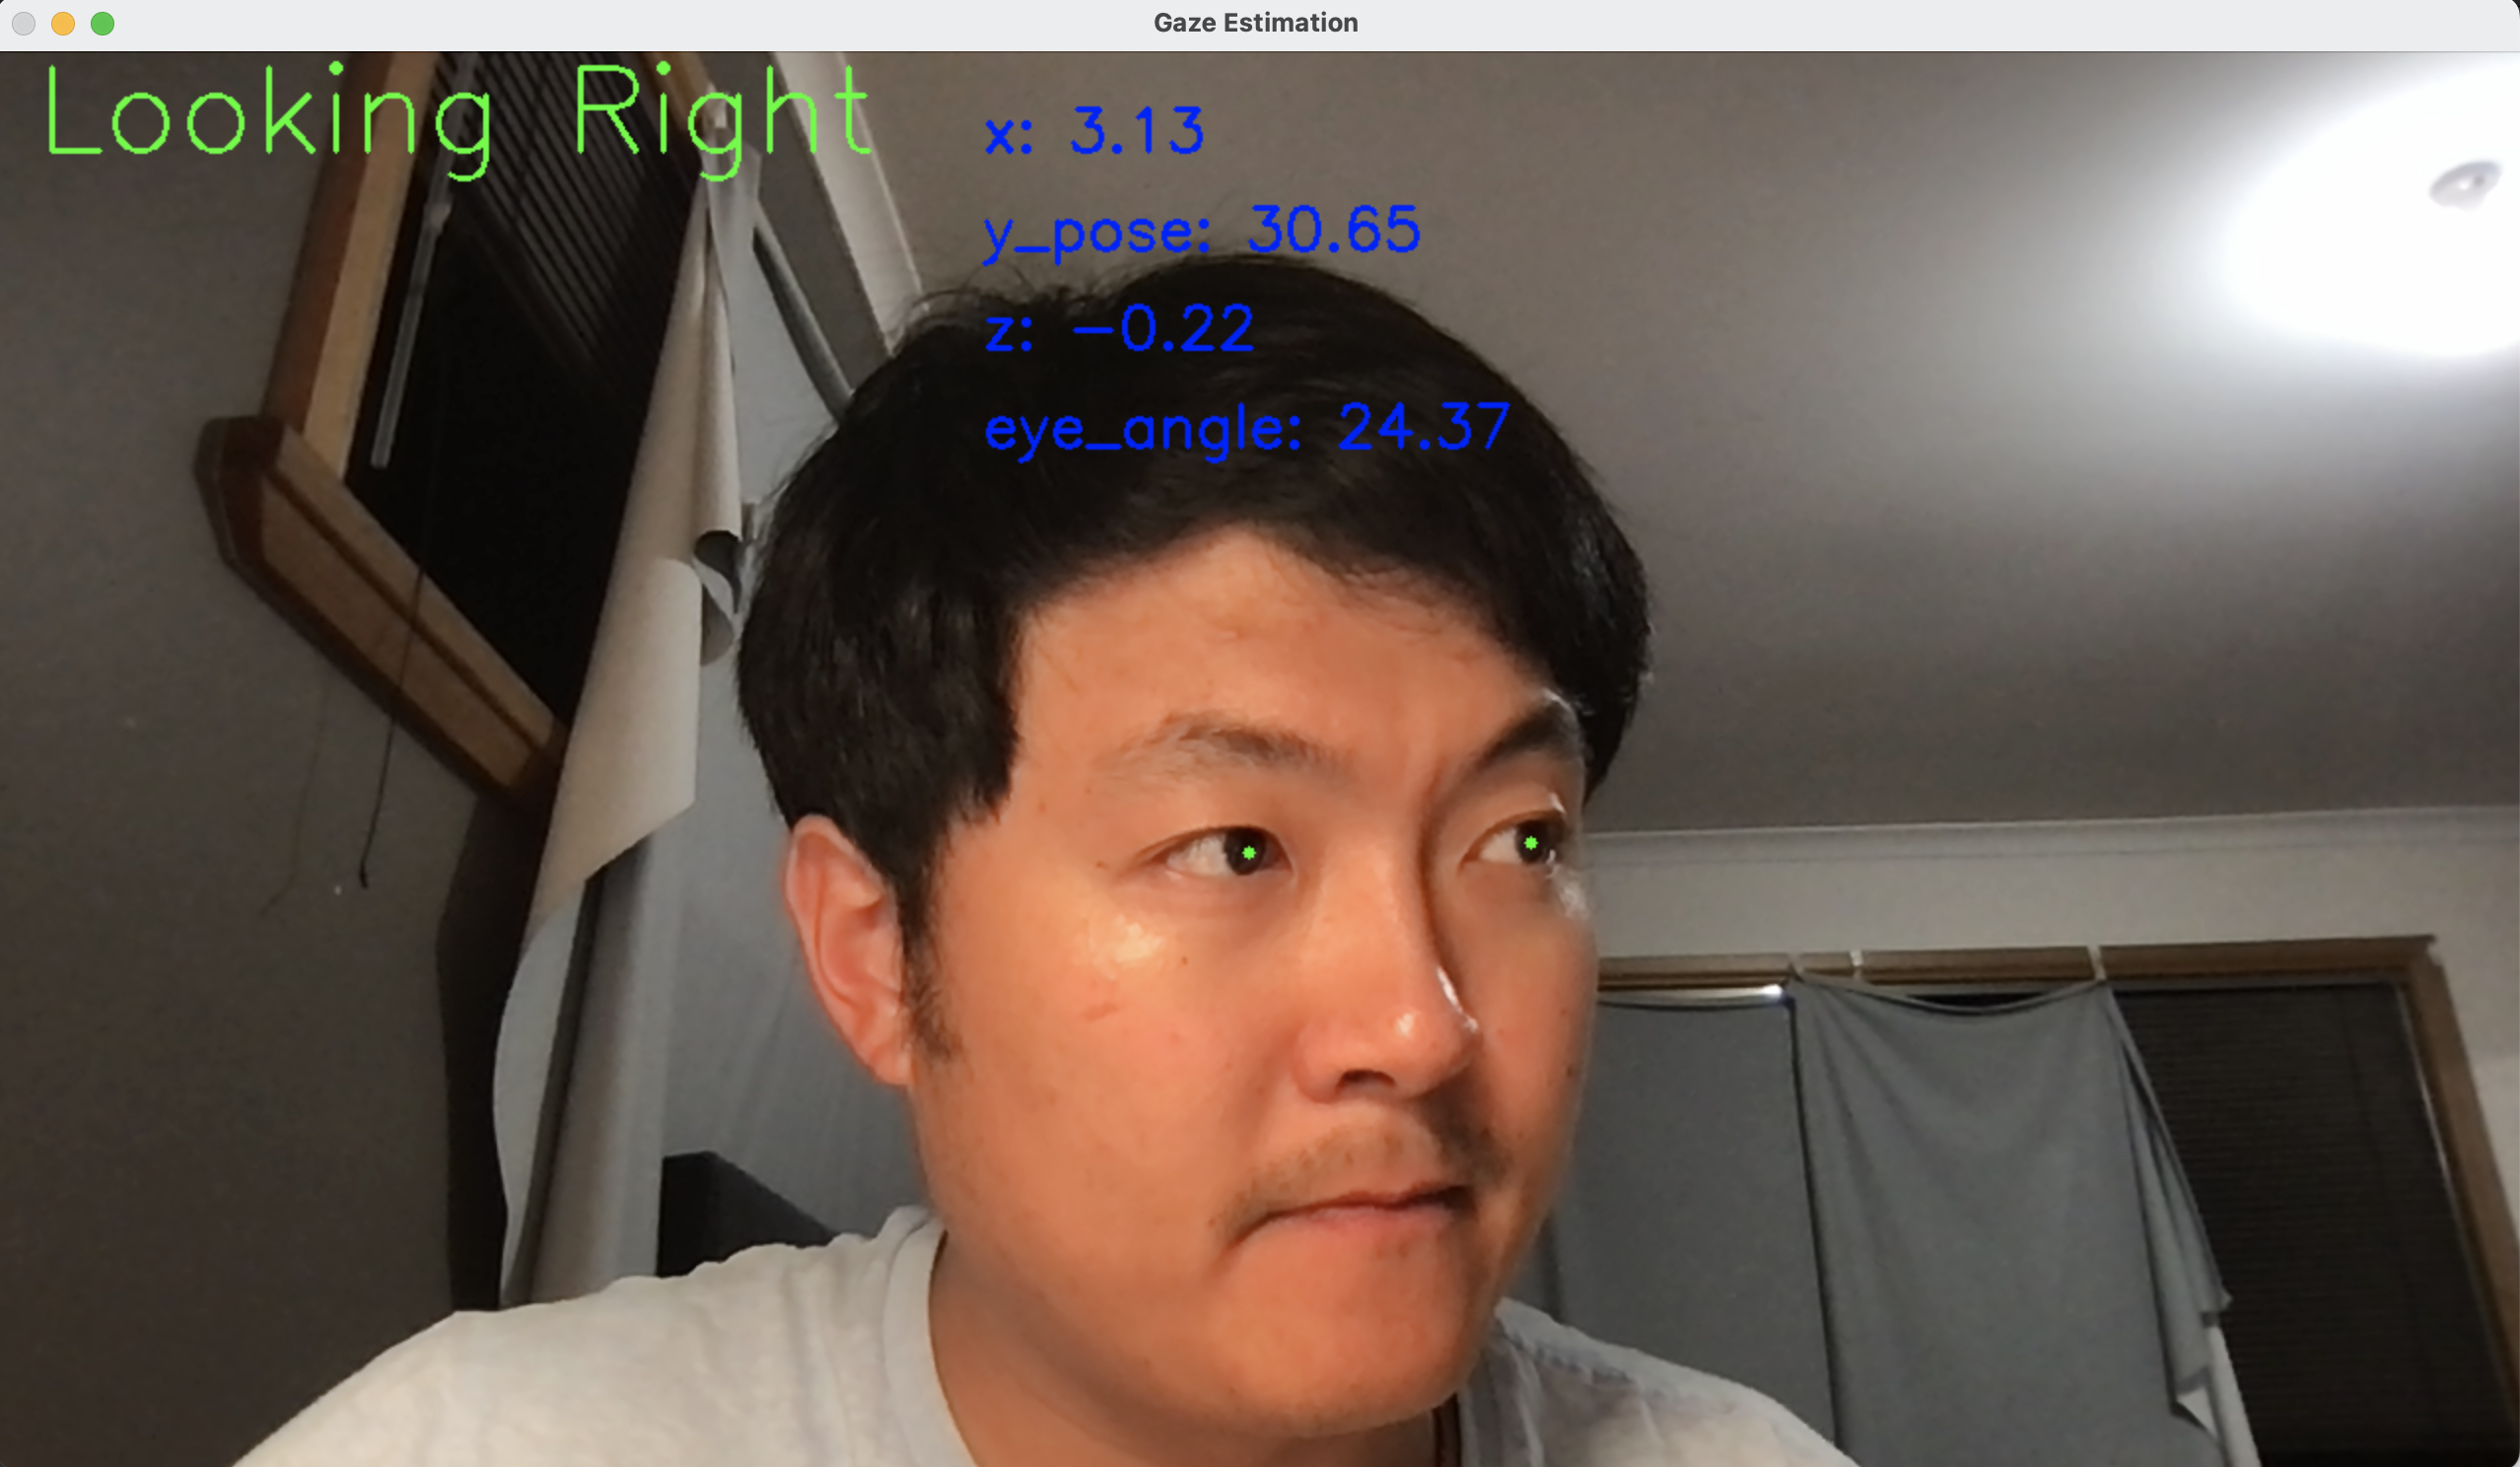 Gaze Estimation
Looking Right
x: 3.13
y_pose: 30.65
z: -0.22
eye_angle: 24.37